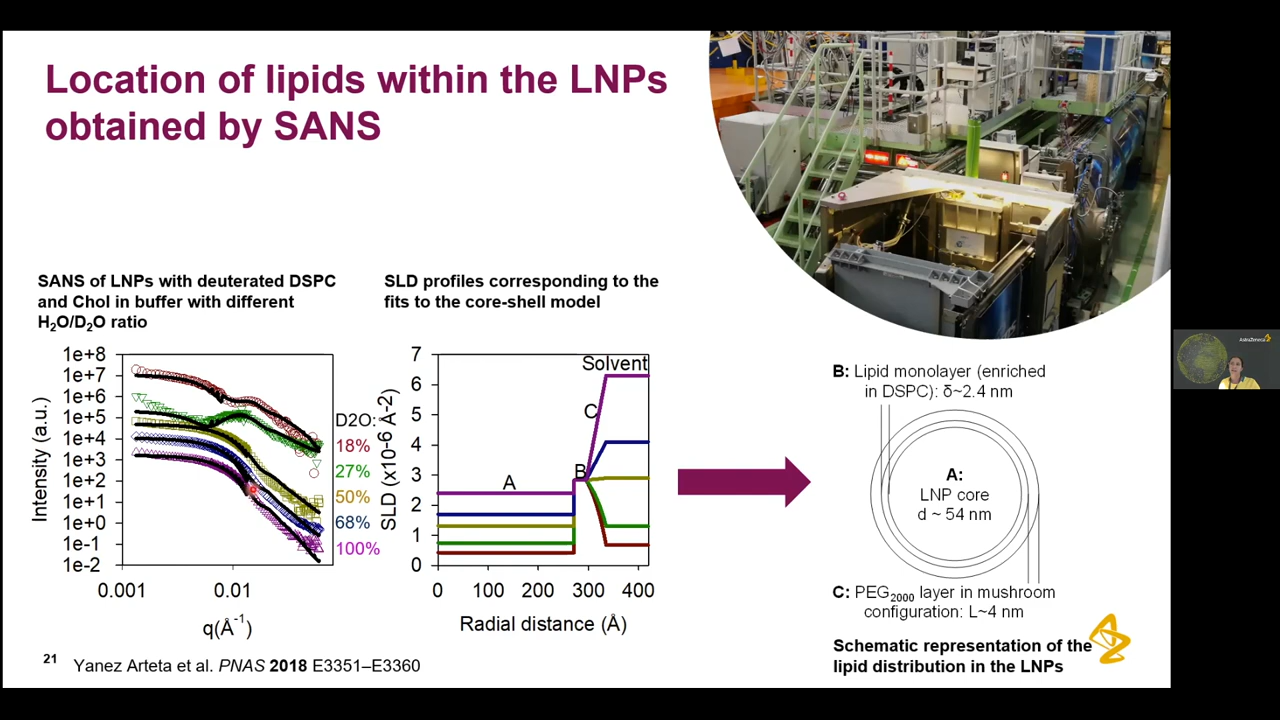 Location of lipids within the LNPs
obtained by SANS
SANS of LNPs with deuterated DSPC
and Chol in buffer with different
H₂O/D₂O ratio
1e+8
1e+7
1e+6
1e+5
1e+4
1e+3
1e+2
1e+1
1e+0
1e-1
1e-2
Intensity (a.u.)
0.001
0.01
q(Å⁻¹)
D2O:
18%
27%
50%
68%
100%
SLD profiles corresponding to the
fits to the core-shell model
7
6
5
4
3
2
1
0
SLD (x10-6 Å-2)
Solvent
C
B
A
0
100
200
300
400
Radial distance (Å)
B: Lipid monolayer (enriched
in DSPC): δ~2.4 nm
A:
LNP core
d ~ 54 nm
C: PEG₂₀₀₀ layer in mushroom
configuration: L~4 nm
Schematic representation of the
lipid distribution in the LNPs
21
Yanez Arteta et al. PNAS 2018 E3351–E3360
AstraZeneca